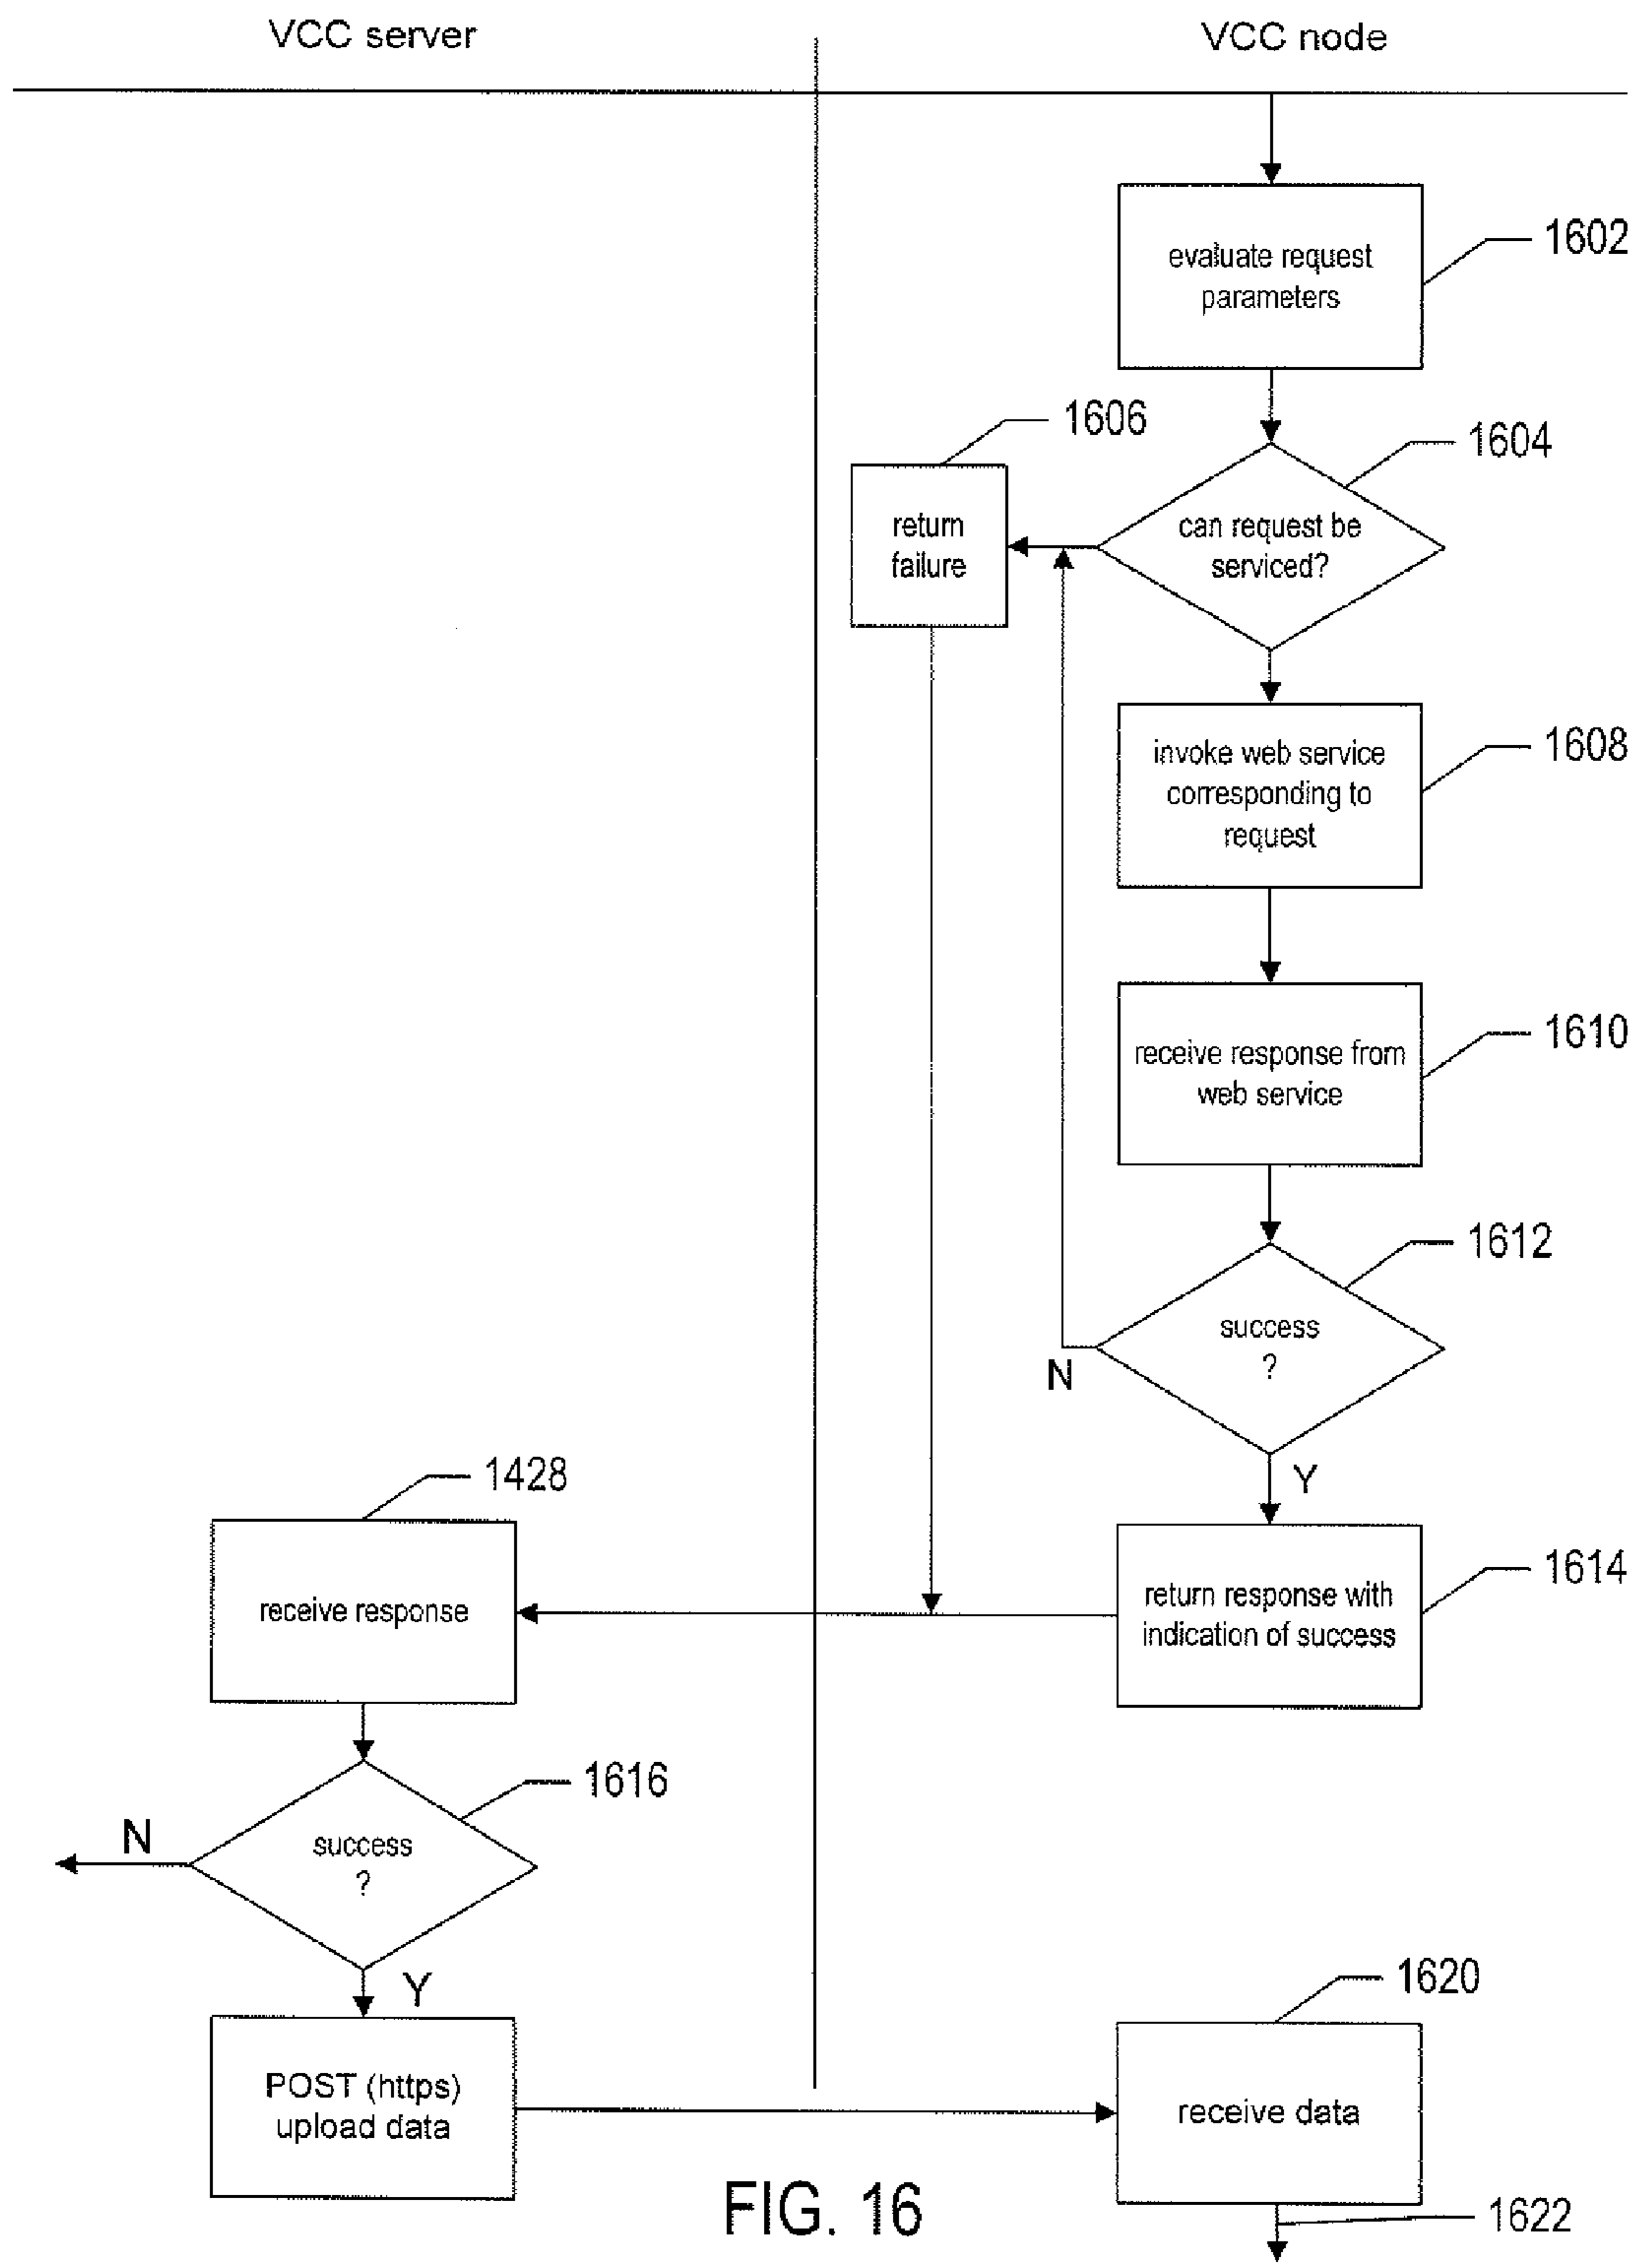 VCC server
VCC node
evaluate request
parameters
1602
1606
1604
return
failure
can request be
serviced?
invoke web service
corresponding to
request
1608
receive response from
web service
1610
1612
success
?
N
Y
1428
receive response
return response with
indication of success
1614
1616
success
?
N
Y
POST (https)
upload data
1620
receive data
1622
FIG. 16